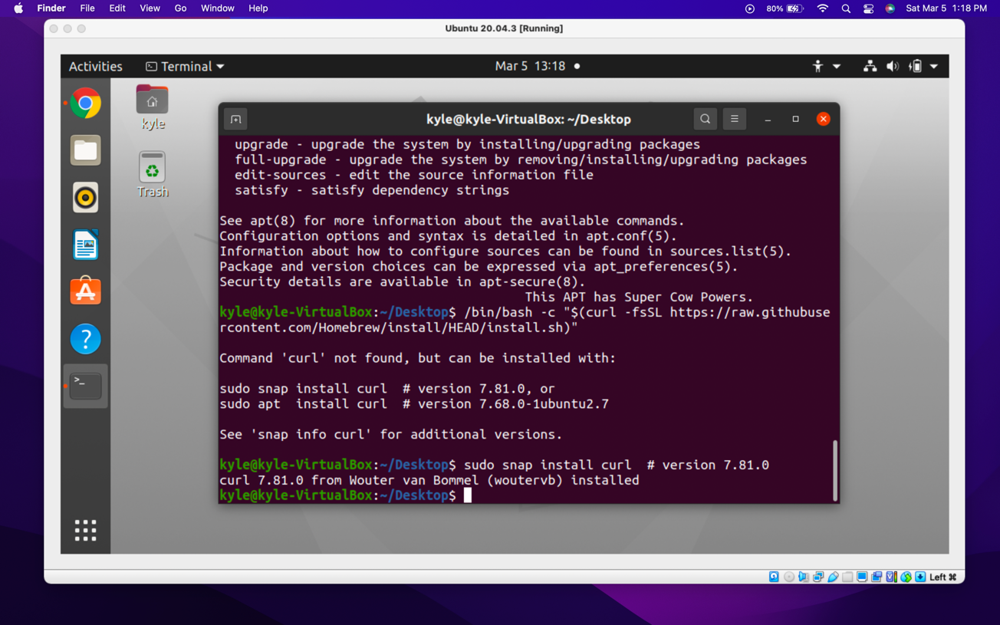 Finder File Edit View Go Window Help 80% Sat Mar 5 1:18 PM
Ubuntu 20.04.3 [Running]
Activities Terminal Mar 5 13:18
kyle
Trash
kyle@kyle-VirtualBox: ~/Desktop
upgrade - upgrade the system by installing/upgrading packages
full-upgrade - upgrade the system by removing/installing/upgrading packages
edit-sources - edit the source information file
satisfy - satisfy dependency strings
See apt(8) for more information about the available commands.
Configuration options and syntax is detailed in apt.conf(5).
Information about how to configure sources can be found in sources.list(5).
Package and version choices can be expressed via apt_preferences(5).
Security details are available in apt-secure(8).
This APT has Super Cow Powers.
kyle@kyle-VirtualBox:~/Desktop$ /bin/bash -c "$(curl -fsSL https://raw.githubuse
rcontent.com/Homebrew/install/HEAD/install.sh)"
Command 'curl' not found, but can be installed with:
sudo snap install curl  # version 7.81.0, or
sudo apt  install curl  # version 7.68.0-1ubuntu2.7
See 'snap info curl' for additional versions.
kyle@kyle-VirtualBox:~/Desktop$ sudo snap install curl  # version 7.81.0
curl 7.81.0 from Wouter van Bommel (woutervb) installed
kyle@kyle-VirtualBox:~/Desktop$
Left ⌘